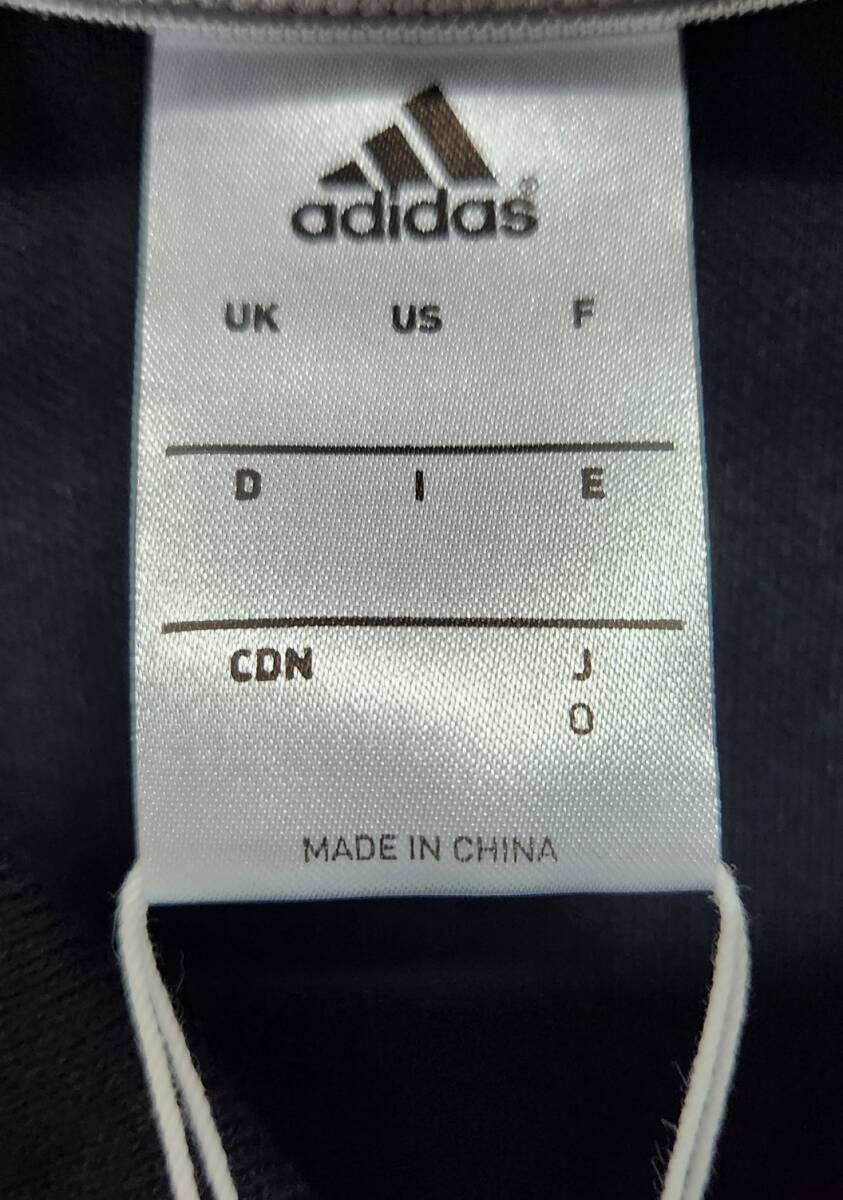 adidas®
UK US F
D I E
CDN J
O
MADE IN CHINA